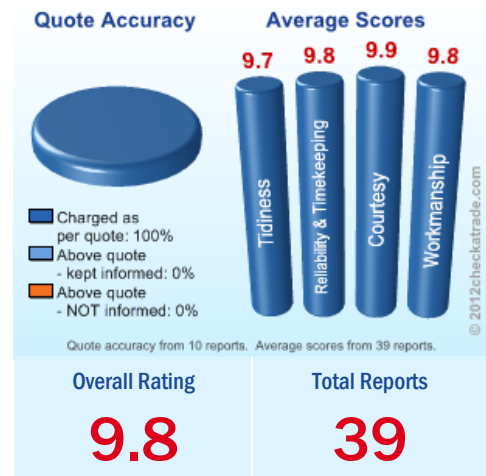 Quote Accuracy
Charged as
per quote: 100%
Above quote
- kept informed: 0%
Above quote
- NOT informed: 0%
Average Scores
9.7
9.8
9.9
9.8
Tidiness
Reliability & Timekeeping
Courtesy
Workmanship
© 2012checkatrade.com
Quote accuracy from 10 reports. Average scores from 39 reports.
Overall Rating
9.8
Total Reports
39